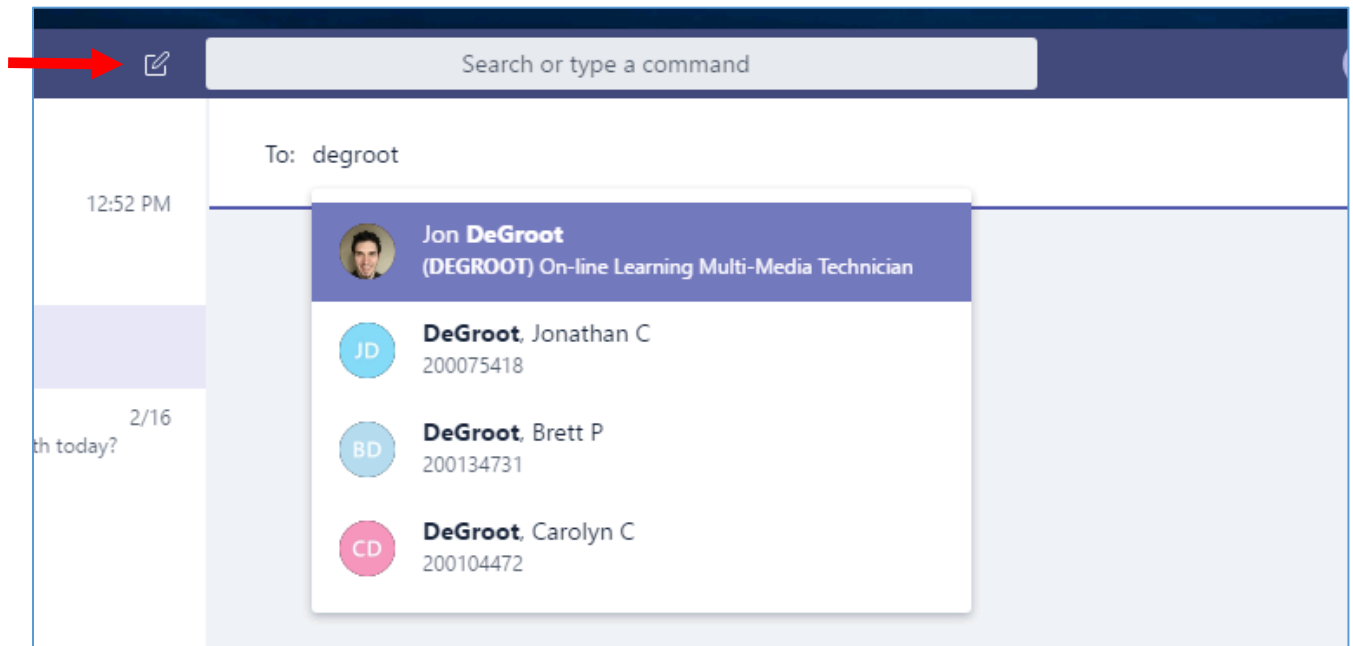 Search or type a command
To: degroot
12:52 PM
Jon DeGroot
(DEGROOT) On-line Learning Multi-Media Technician
JD
DeGroot, Jonathan C
200075418
2/16
th today?
BD
DeGroot, Brett P
200134731
CD
DeGroot, Carolyn C
200104472